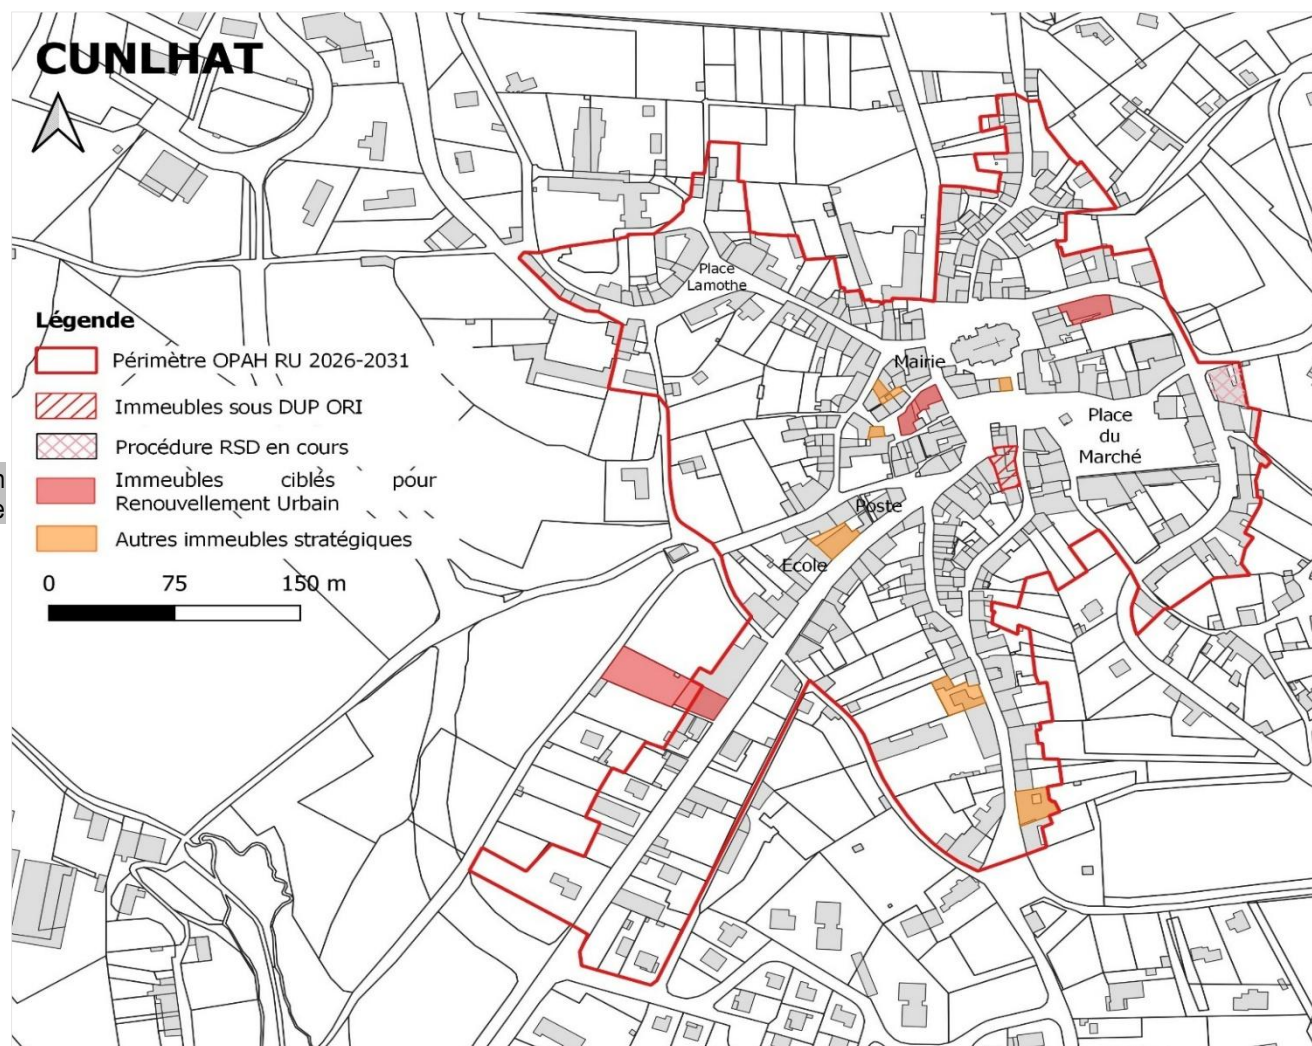 CUNLHAT
Place
Lamothe
Légende
Périmètre OPAH RU 2026-2031
Immeubles sous DUP ORI
Procédure RSD en cours
Immeubles ciblés pour
Renouvellement Urbain
Autres immeubles stratégiques
0 75 150 m
Mairie
Place
du
Marché
Poste
Ecole
n
e